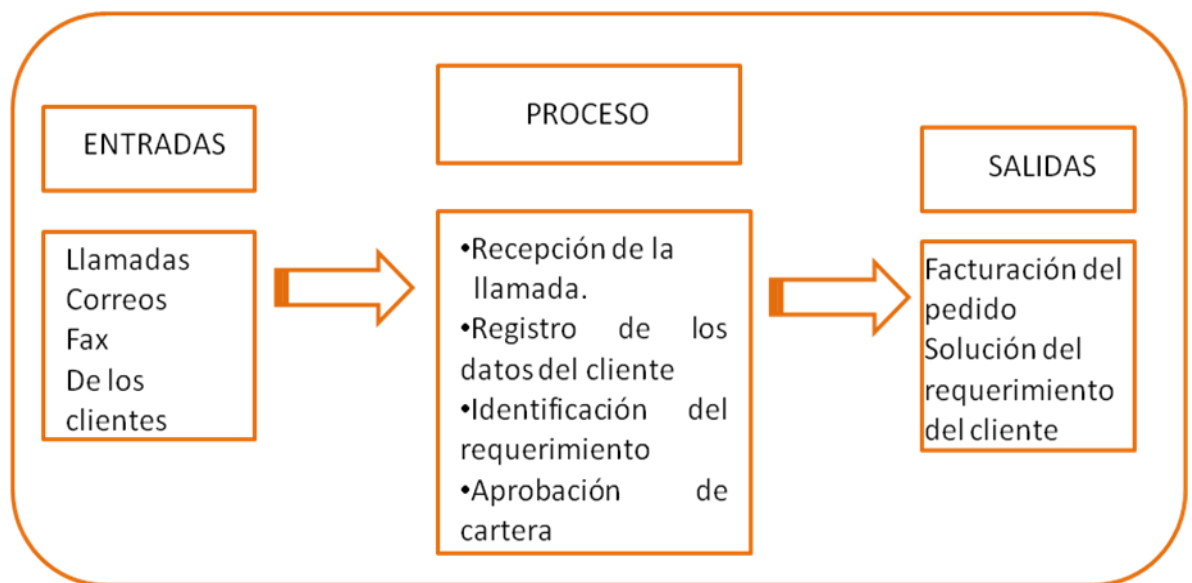 ENTRADAS
Llamadas
Correos
Fax
De los
clientes
PROCESO
•Recepción de la
llamada.
•Registro de los
datos del cliente
•Identificación del
requerimiento
•Aprobación de
cartera
SALIDAS
Facturación del
pedido
Solución del
requerimiento
del cliente